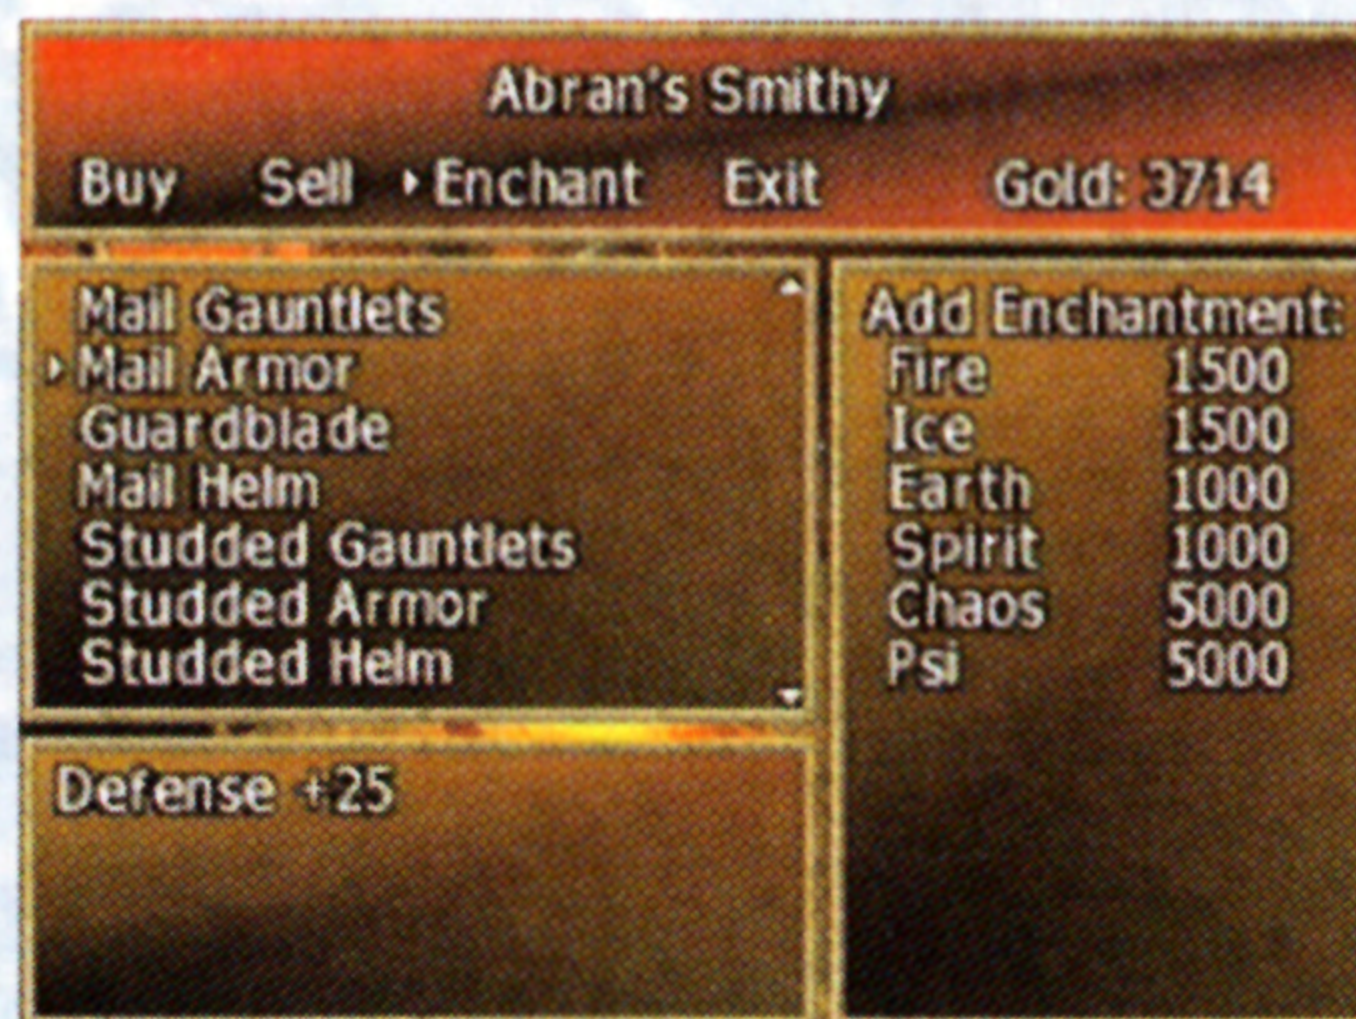 Abran's Smithy
Buy Sell Enchant Exit Gold: 3714
Mail Gauntlets
Mail Armor
Guardblade
Mail Helm
Studded Gauntlets
Studded Armor
Studded Helm
Defense +25
Add Enchantment:
Fire 1500
Ice 1500
Earth 1000
Spirit 1000
Chaos 5000
Psi 5000